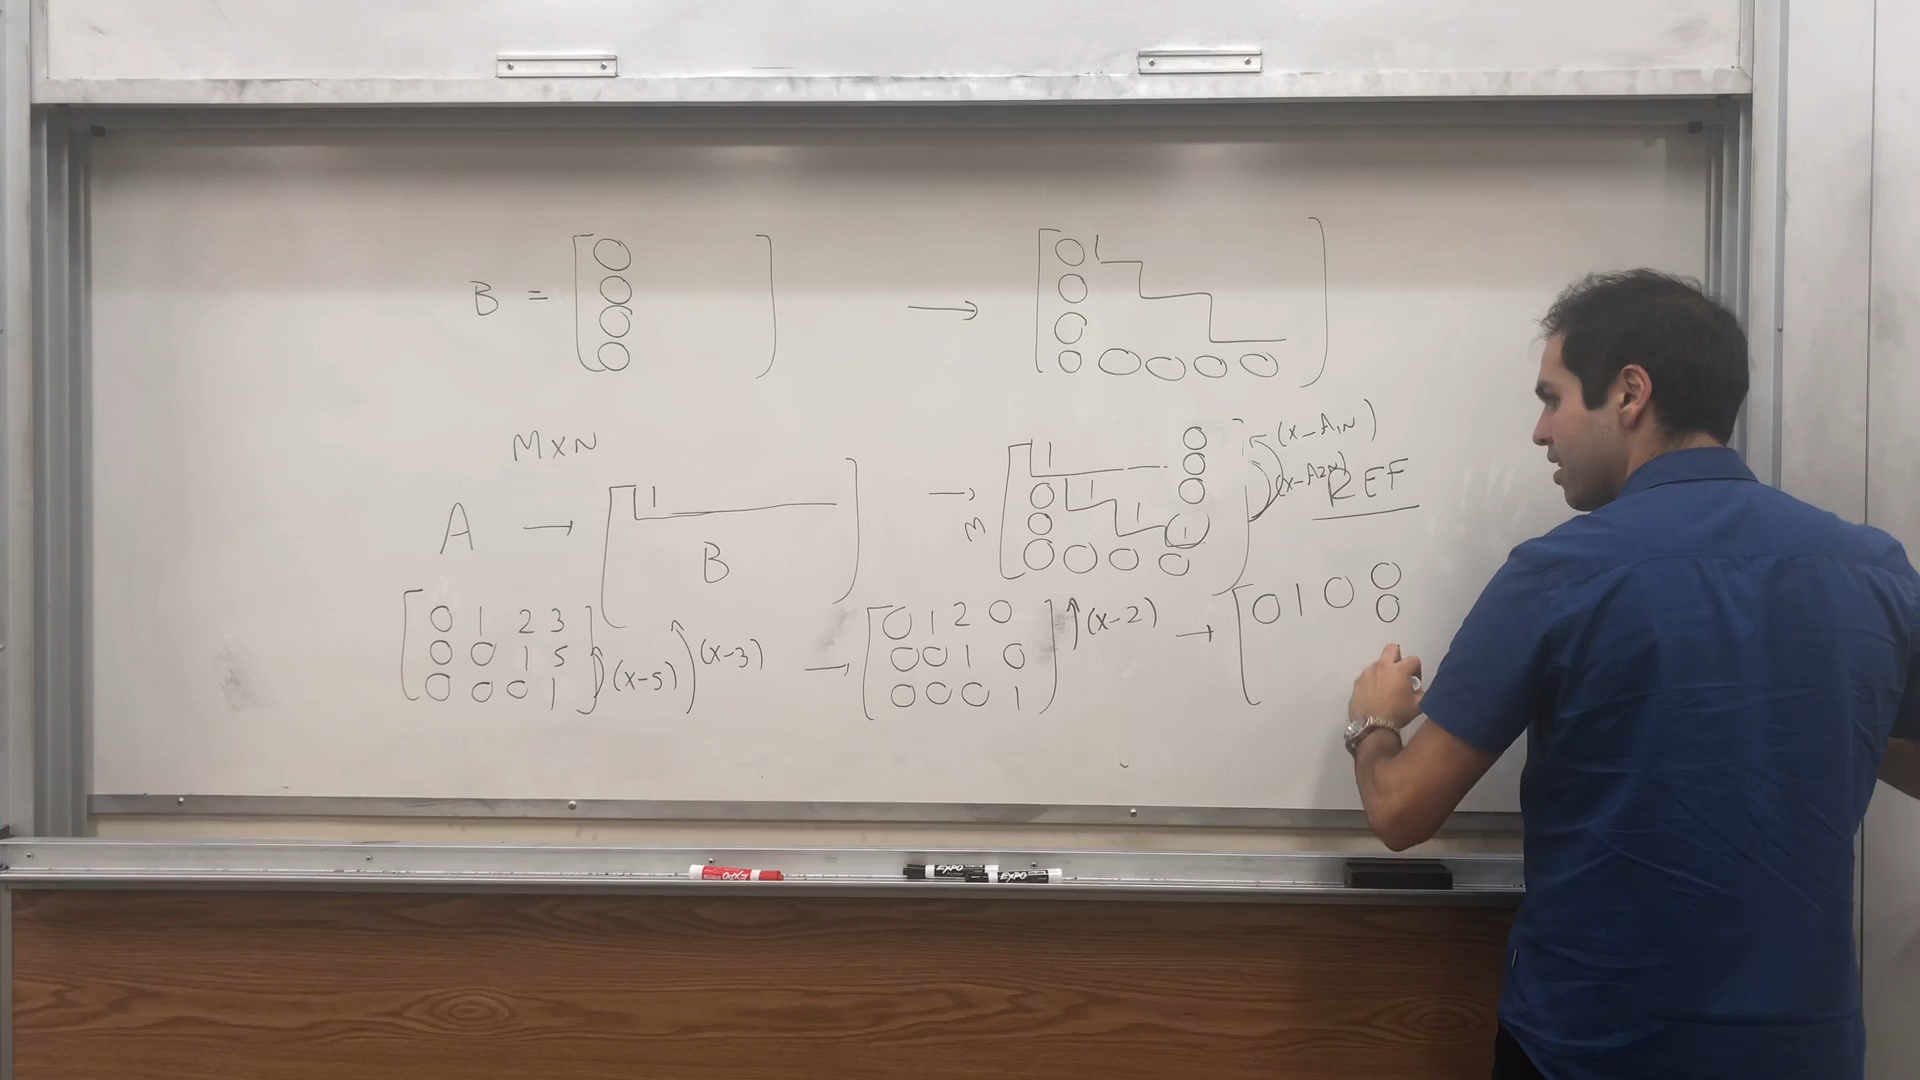 B = [ 0 0 0 0 ] → [ 0 1 0 0 0 0 0 0 0 ]
M×N
A → [ 1 B ] → M [ 1 0 0 1 0 0 1 0 1 0 0 0 0 ] (x-A1N) (x-A2N) REF
[ 0 1 2 3
0 0 1 5
0 0 0 1 ] (x-5) (x-3)
→ [ 0 1 2 0
0 0 1 0
0 0 0 1 ] (x-2)
→ [ 0 1 0 0
0
EXPO
EXPO
EXPO